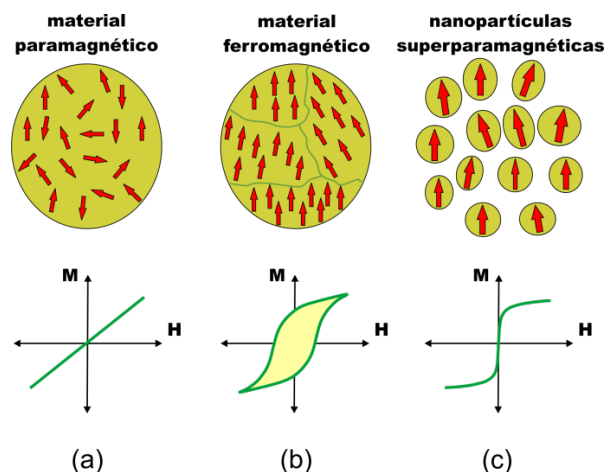 material
paramagnético
material
ferromagnético
nanopartículas
superparamagnéticas
M
H
M
H
M
H
(a)
(b)
(c)